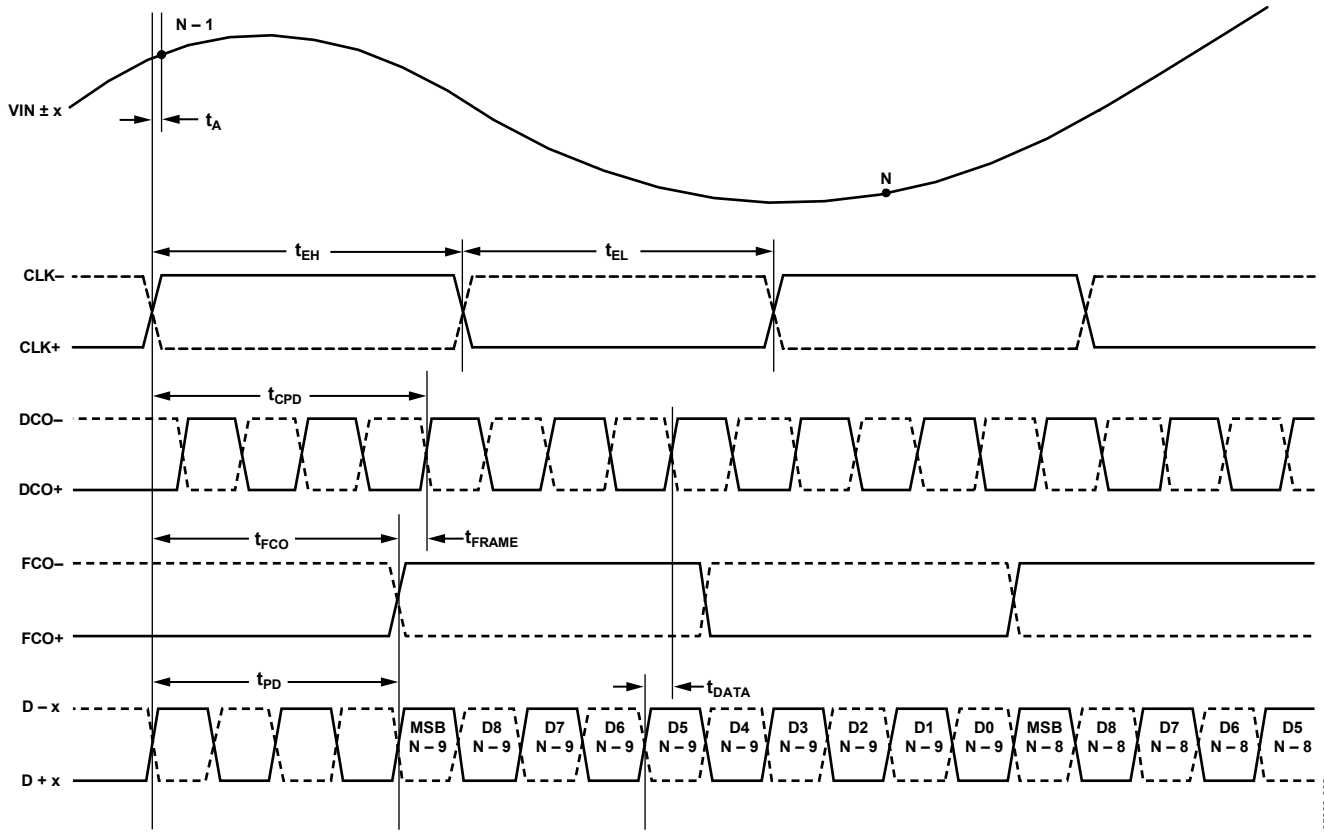 N – 1
VIN ± x
tA
N
tEH
tEL
CLK–
CLK+
tCPD
DCO–
DCO+
tFCO
tFRAME
FCO–
FCO+
tPD
tDATA
D – x
MSB D8 D7 D6 D5 D4 D3 D2 D1 D0 MSB D8 D7 D6 D5
N – 9 N – 9 N – 9 N – 9 N – 9 N – 9 N – 9 N – 9 N – 9 N – 9 N – 8 N – 8 N – 8 N – 8 N – 8
D + x